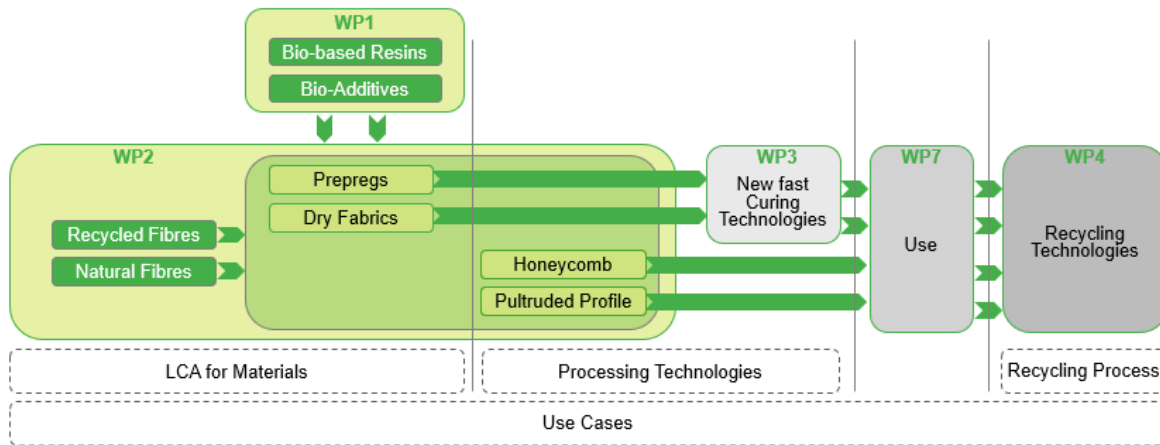 WP1
Bio-based Resins
Bio-Additives
WP2
Prepregs
Dry Fabrics
Recycled Fibres
Natural Fibres
Honeycomb
Pultruded Profile
WP3
New fast
Curing
Technologies
WP7
Use
WP4
Recycling
Technologies
LCA for Materials
Processing Technologies
Recycling Process
Use Cases